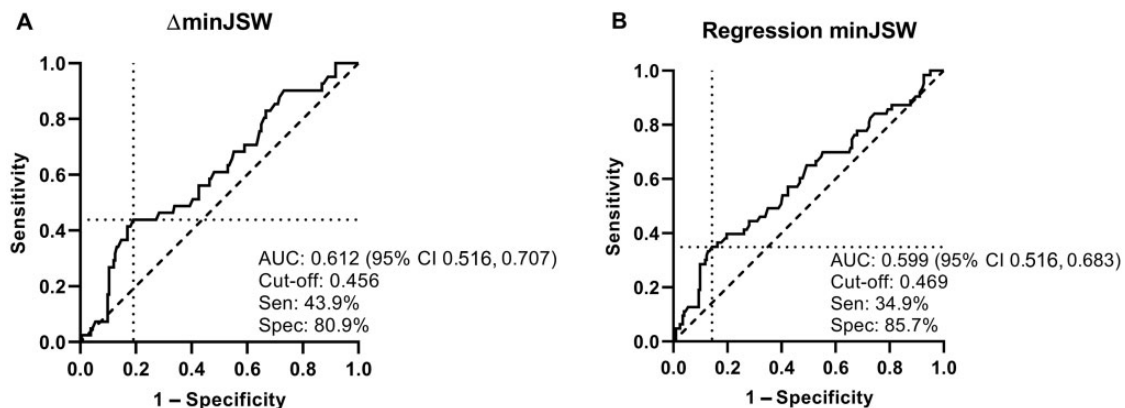 A
ΔminJSW
Sensitivity
1.0
0.8
0.6
0.4
0.2
0.0
0.0 0.2 0.4 0.6 0.8 1.0
1 – Specificity
AUC: 0.612 (95% CI 0.516, 0.707)
Cut-off: 0.456
Sen: 43.9%
Spec: 80.9%
B
Regression minJSW
Sensitivity
1.0
0.8
0.6
0.4
0.2
0.0
0.0 0.2 0.4 0.6 0.8 1.0
1 – Specificity
AUC: 0.599 (95% CI 0.516, 0.683)
Cut-off: 0.469
Sen: 34.9%
Spec: 85.7%